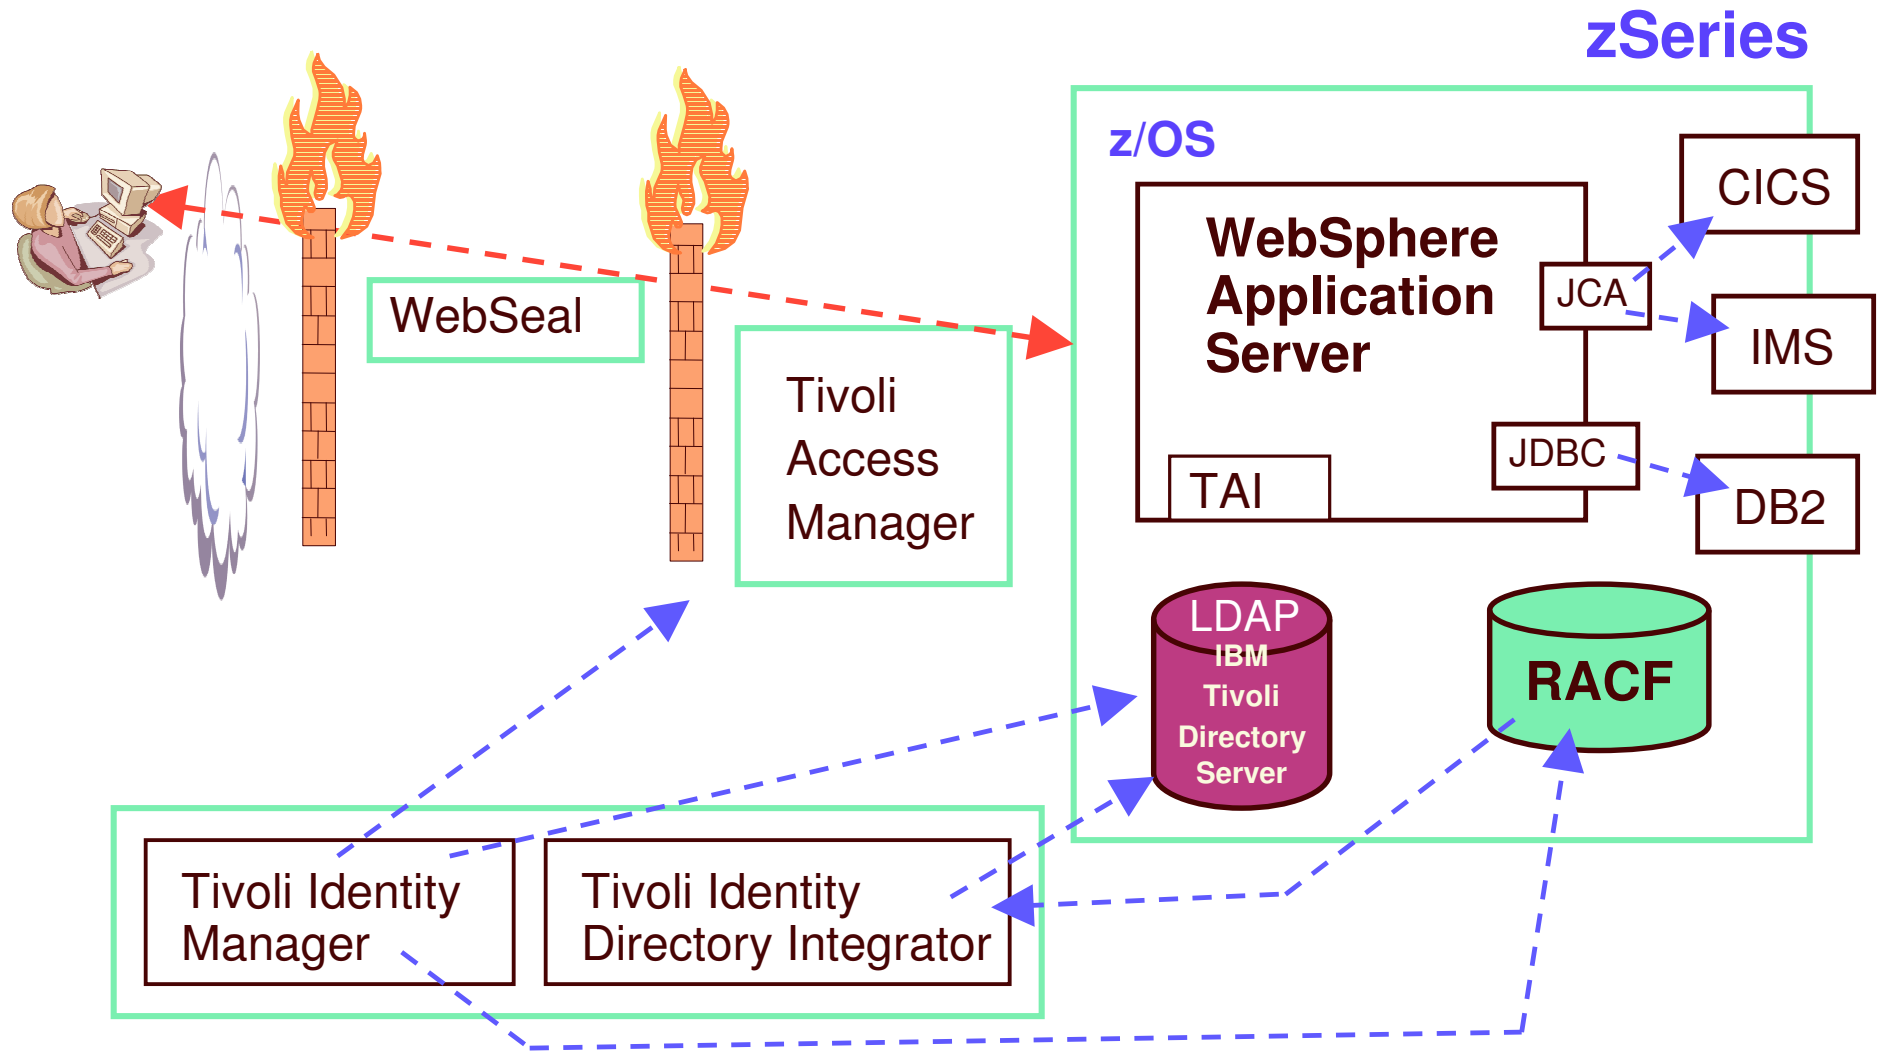 zSeries
z/OS
CICS
WebSphere
Application
Server
JCA
IMS
WebSeal
Tivoli
Access
Manager
JDBC
TAI
DB2
LDAP
IBM
Tivoli
Directory
Server
RACF
Tivoli Identity
Manager
Tivoli Identity
Directory Integrator